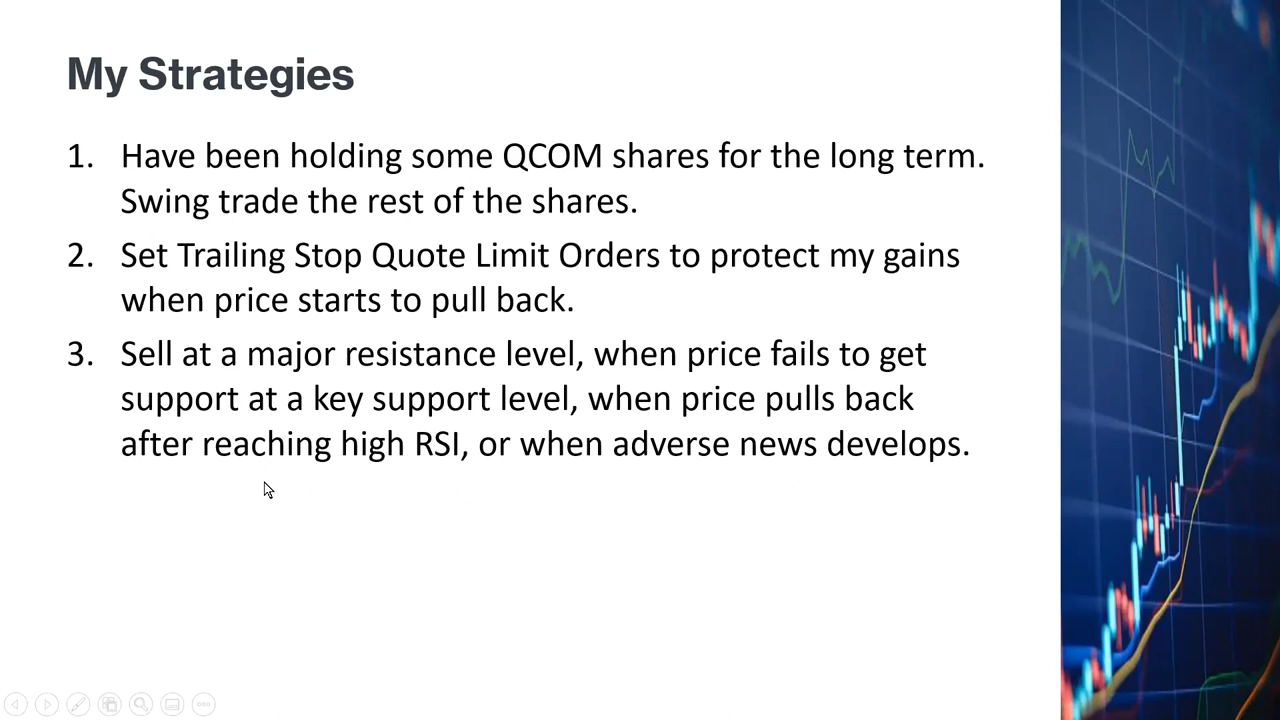 My Strategies
1. Have been holding some QCOM shares for the long term.
Swing trade the rest of the shares.
2. Set Trailing Stop Quote Limit Orders to protect my gains
when price starts to pull back.
3. Sell at a major resistance level, when price fails to get
support at a key support level, when price pulls back
after reaching high RSI, or when adverse news develops.